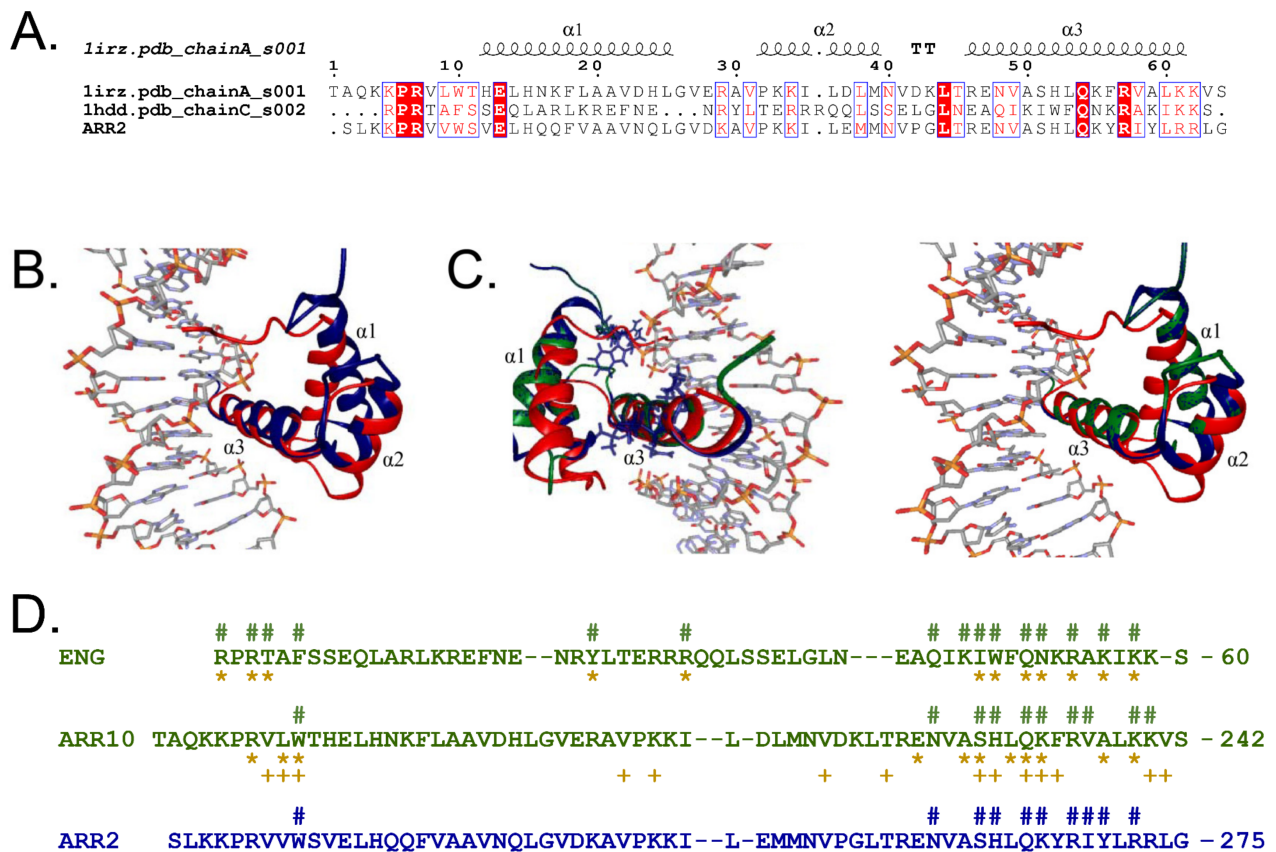 A.
α1 α2 α3
1irz.pdb_chainA_s001 TT
1 10 20 30 40 50 60
1irz.pdb_chainA_s001 TAQKKPRVLWTHELHNKFLAAVDHLGVERAVPKKI.LDLMNVDKLTRENVASHLQKFRVALKKVS
1hdd.pdb_chainC_s002 ....RPRTAFSSEQLARLKREFNE...NRYLTERRRQQLSSELGLNEAQIKIWFQNKRAKIKKS.
ARR2 .SLKKPRVVWSVELHQQFVAAVNQLGVDKAVPKKI.LEMMNVPGLTRENVASHLQKYRIYLRRLG
B.
α1
α3
α2
C.
α1
α3
α1
α3
α2
D.
# ## # # # # ### ## # # #
ENG RPRTAFSSEQLARLKREFNE--NRYLTERRRQQLSSELGLN---EAQIKIWFQNKRAKIKK-S - 60
* ** * * ** ** * * *
# # ## ## ## ##
ARR10 TAQKKPRVLWTHELHNKFLAAVDHLGVERAVPKKI--L-DLMNVDKLTRENVASHLQKFRVALKKVS - 242
* ** * ** *** * *
+++ + + + + ++ +++ ++
# # ## ## ### #
ARR2 SLKKPRVVWSVELHQQFVAAVNQLGVDKAVPKKI--L-EMMNVPGLTRENVASHLQKYRIYLRRLG - 275